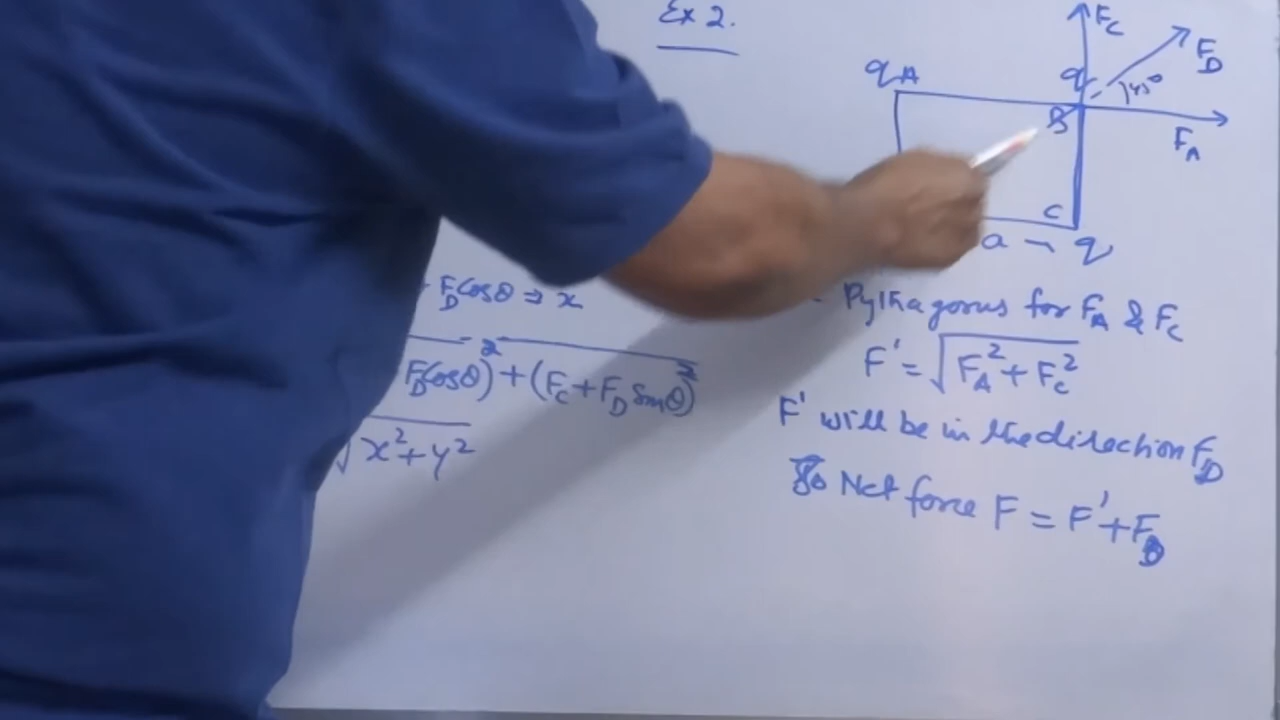 Ex 2.
F_C
F_D
q A
q
45°
B
F_A
C
a → q
F_D Cosθ ⇒ x
F_D Cosθ)² + (F_C + F_D Sinθ)²
√x² + y²
Pythagorus for F_A & F_C
F' = √F_A² + F_C²
F' will be in the direction F_D
So Net force F = F' + F_D